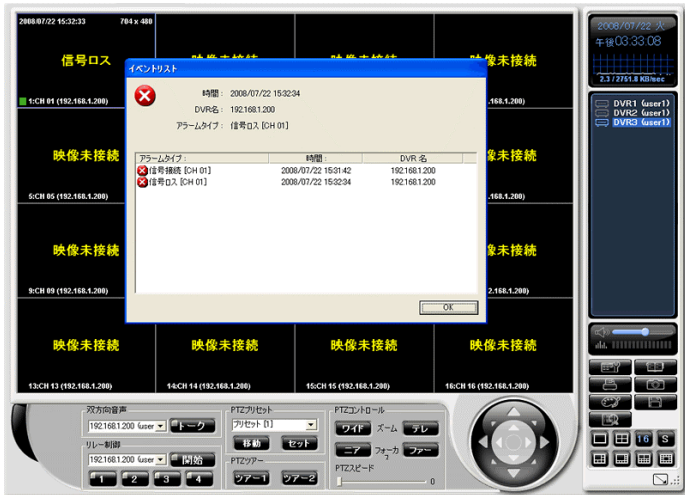 2008/07/22 15:32:33 704 x 480
信号ロス
映像未接続
1:CH 01 (192.168.1.200)
.168.1.200)
映像未接続
映像未接続
5:CH 05 (192.168.1.200)
.168.1.200)
映像未接続
映像未接続
9:CH 09 (192.168.1.200)
2.168.1.200)
映像未接続 映像未接続 映像未接続 映像未接続
13:CH 13 (192.168.1.200) 14:CH 14 (192.168.1.200) 15:CH 15 (192.168.1.200) 16:CH 16 (192.168.1.200)
イベントリスト
時間 : 2008/07/22 15:32:34
DVR名 : 192.168.1.200
アラームタイプ : 信号ロス [CH 01]
アラームタイプ : 時間 : DVR 名
信号接続 [CH 01] 2008/07/22 15:31:42 192.168.1.200
信号ロス [CH 01] 2008/07/22 15:32:34 192.168.1.200
OK
2008/07/22 火
午後03:33:08
2.3 / 2751.8 KB/sec
DVR1 (user1)
DVR2 (user1)
DVR3 (user1)
16 S
双方向音声
192.168.1.200 (user
トーク
リレー制御
192.168.1.200 (user
開始
1 2 3 4
PTZプリセット
プリセット [1]
移動 セット
PTZツアー
ツアー1 ツアー2
PTZコントロール
ワイド ズーム テレ
ニア フォーカス ファー
PTZスピード
0